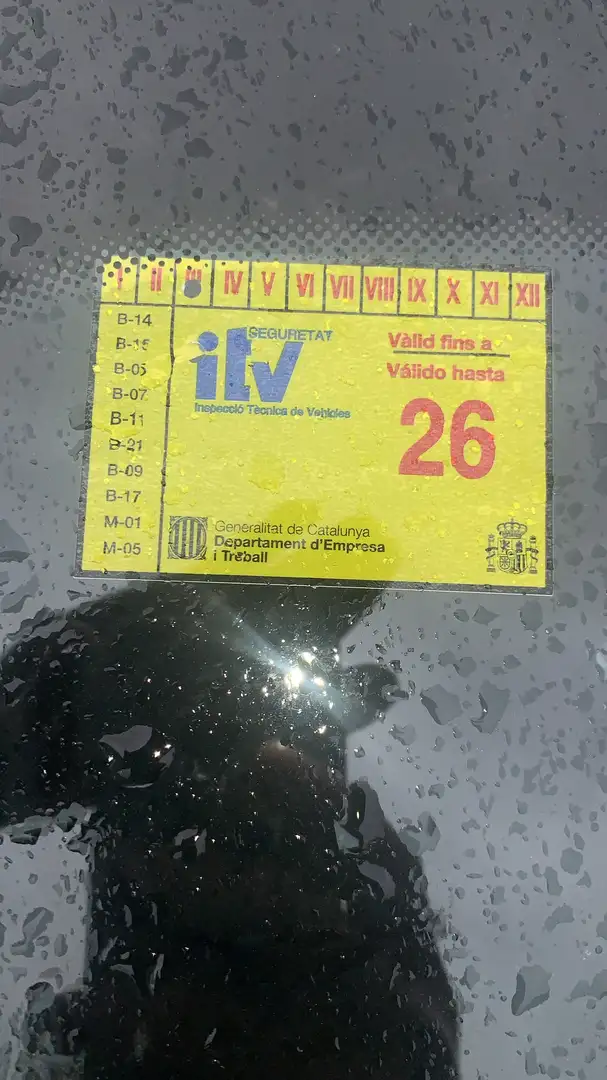 I II III IV V VI VII VIII IX X XI XII
B-14
B-15
B-05
B-07
B-11
B-21
B-09
B-17
M-01
M-05
SEGURETAT
itv
Inspecció Tècnica de Vehicles
Vàlid fins a
Válido hasta
26
Generalitat de Catalunya
Departament d'Empresa
i Treball